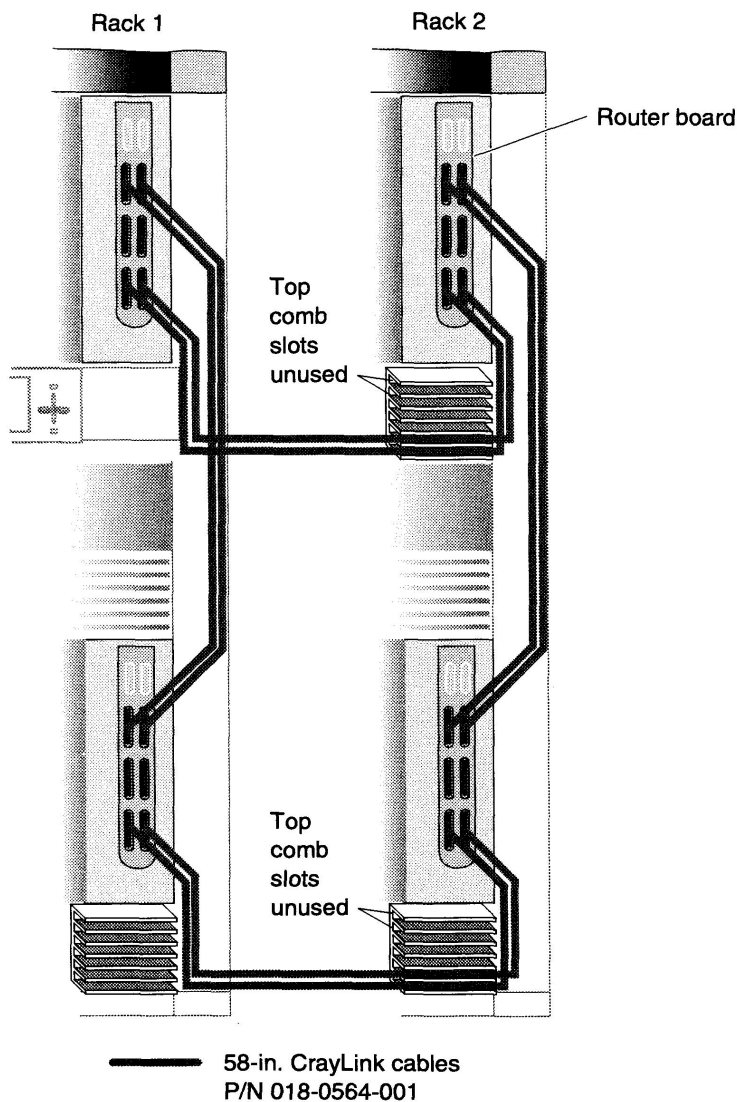 Rack 1
Rack 2
Router board
Top
comb
slots
unused
Top
comb
slots
unused
58-in. CrayLink cables
P/N 018-0564-001